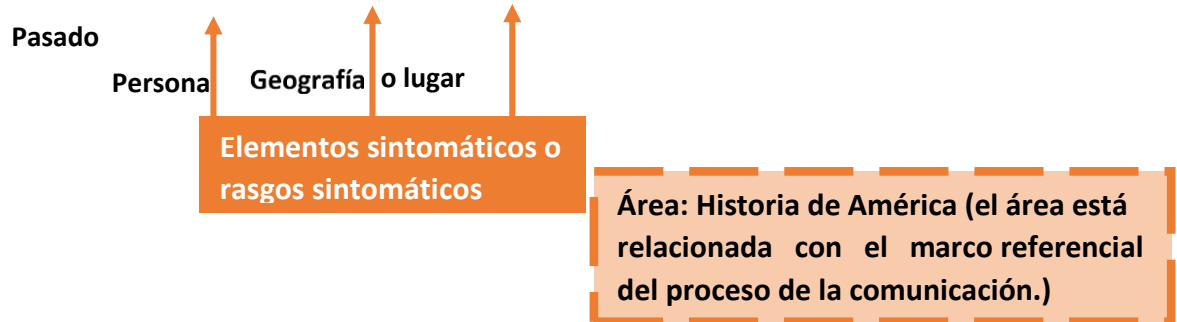 Pasado
Persona Geografía o lugar
Elementos sintomáticos o
rasgos sintomáticos
Área: Historia de América (el área está
relacionada con el marco referencial
del proceso de la comunicación.)